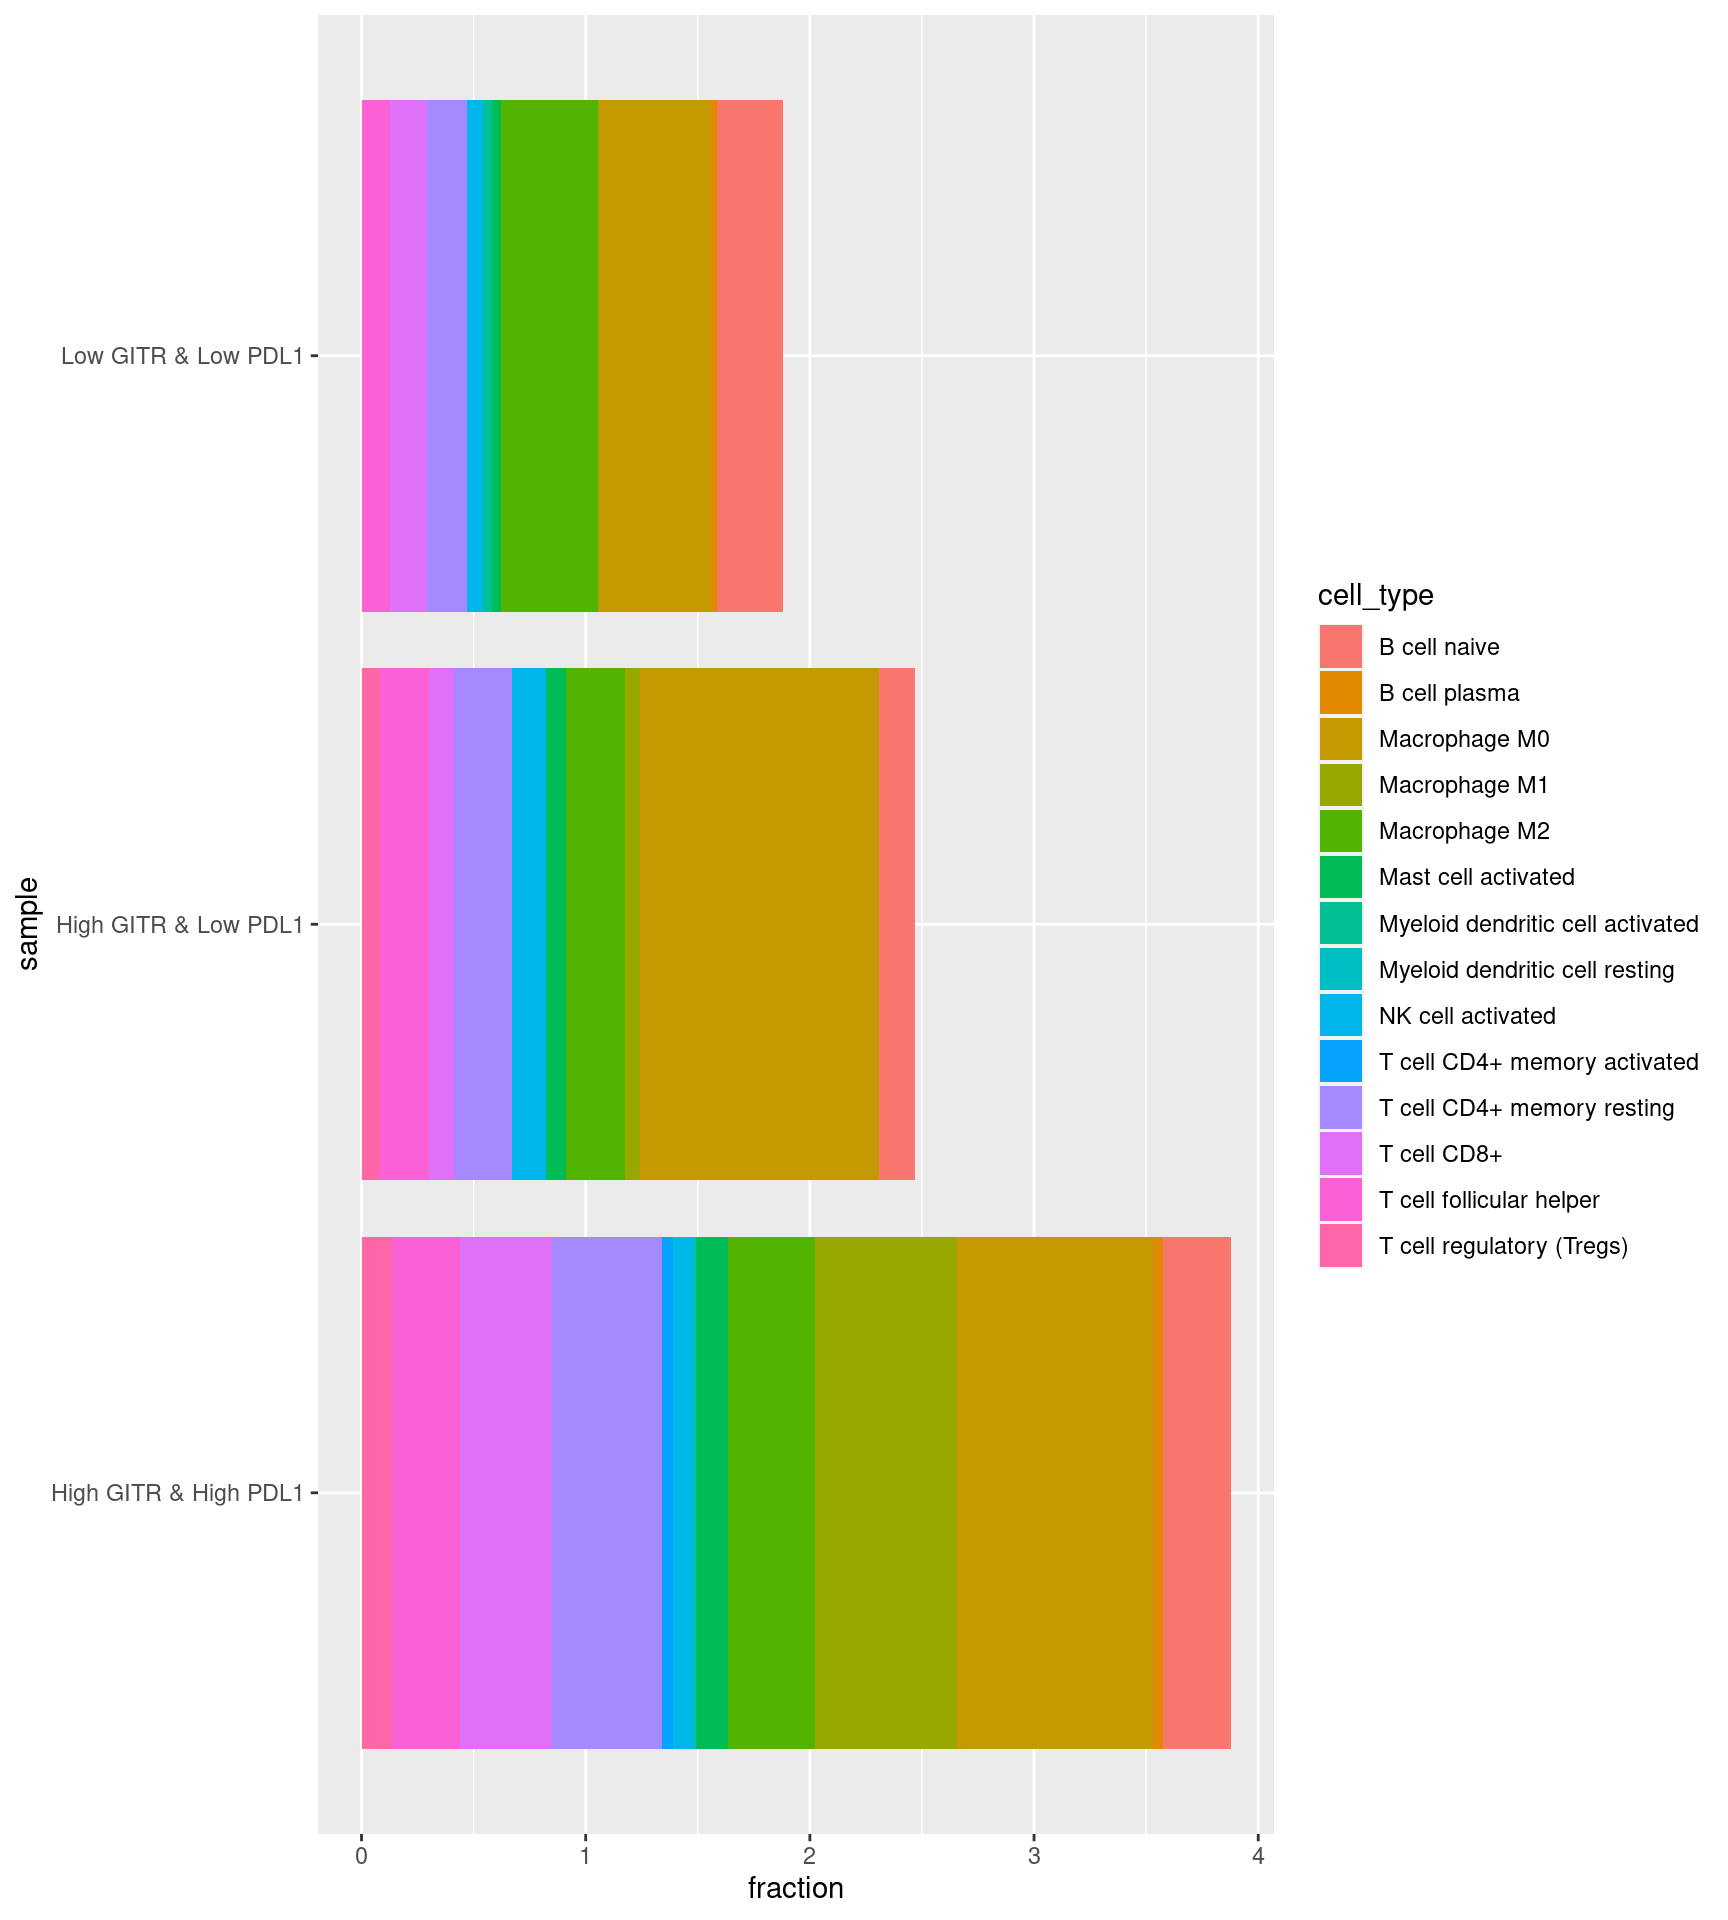 Low GITR & Low PDL1
High GITR & Low PDL1
High GITR & High PDL1
sample
0 1 2 3 4
fraction
cell_type
B cell naive
B cell plasma
Macrophage M0
Macrophage M1
Macrophage M2
Mast cell activated
Myeloid dendritic cell activated
Myeloid dendritic cell resting
NK cell activated
T cell CD4+ memory activated
T cell CD4+ memory resting
T cell CD8+
T cell follicular helper
T cell regulatory (Tregs)